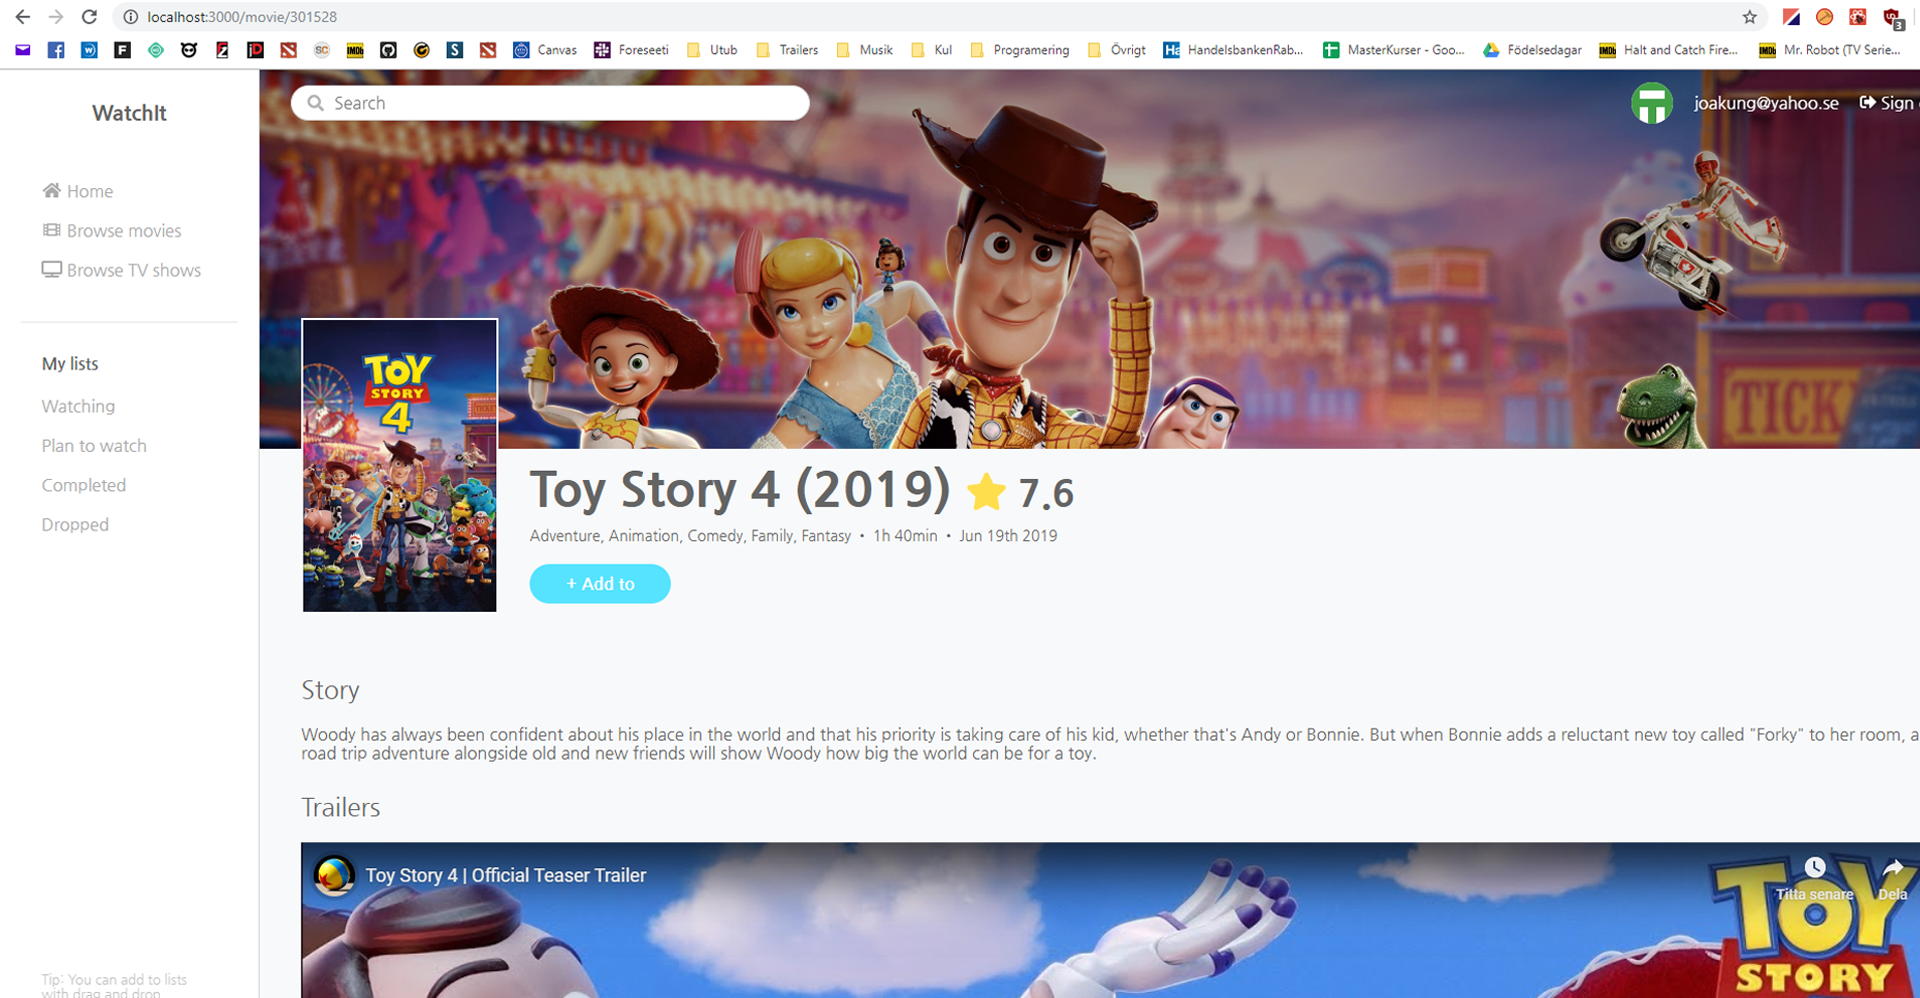 localhost:3000/movie/301528
3
Canvas
Foreseeti
Utub
Trailers
Musik
Kul
Programering
Övrigt
HandelsbankenRab...
MasterKurser - Goo...
Födelsedagar
Halt and Catch Fire...
Mr. Robot (TV Serie...
WatchIt
Search
joakung@yahoo.se
Sign
Home
Browse movies
Browse TV shows
My lists
Watching
Plan to watch
Completed
Dropped
TOY
STORY
4
TICK
Toy Story 4 (2019) 7.6
Adventure, Animation, Comedy, Family, Fantasy • 1h 40min • Jun 19th 2019
+ Add to
Story
Woody has always been confident about his place in the world and that his priority is taking care of his kid, whether that's Andy or Bonnie. But when Bonnie adds a reluctant new toy called "Forky" to her room, a
road trip adventure alongside old and new friends will show Woody how big the world can be for a toy.
Trailers
Toy Story 4 | Official Teaser Trailer
Titta senare
Dela
TOY
STORY
Tip: You can add to lists
with drag and drop